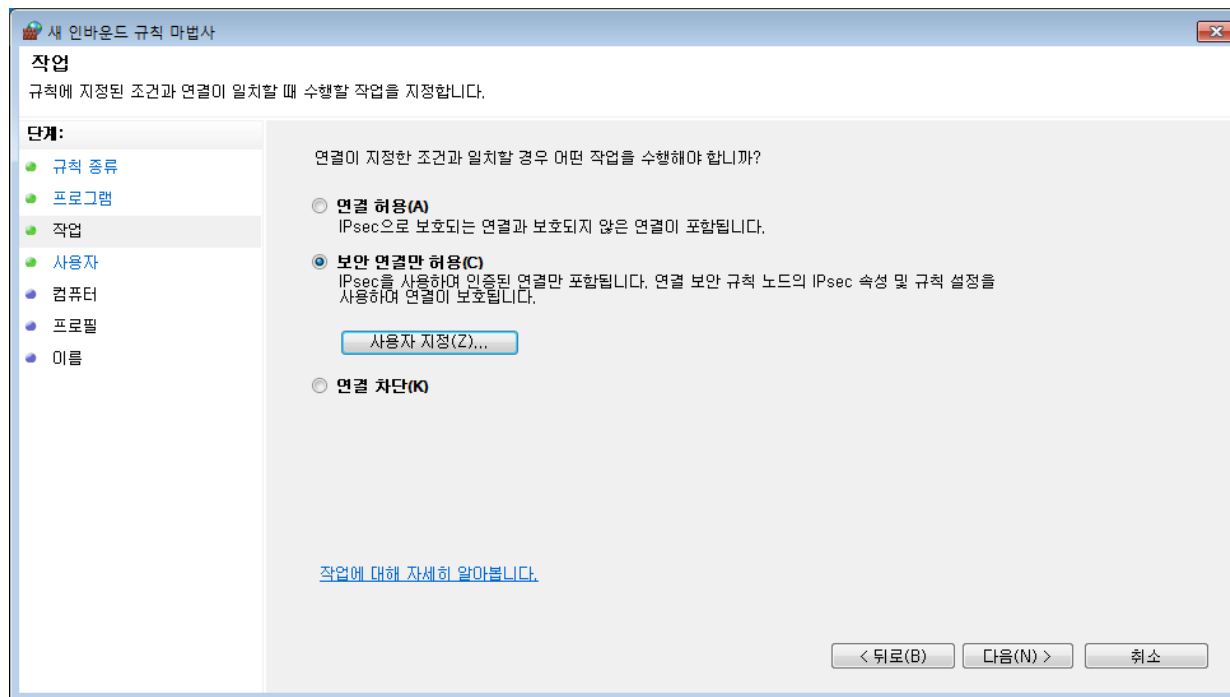 새 인바운드 규칙 마법사
작업
규칙에 지정된 조건과 연결이 일치할 때 수행할 작업을 지정합니다.
단계:
규칙 종류
프로그램
작업
사용자
컴퓨터
프로필
이름
연결이 지정한 조건과 일치할 경우 어떤 작업을 수행해야 합니까?
연결 허용(A)
IPsec으로 보호되는 연결과 보호되지 않은 연결이 포함됩니다.
보안 연결만 허용(C)
IPsec을 사용하여 인증된 연결만 포함됩니다. 연결 보안 규칙 노드의 IPsec 속성 및 규칙 설정을
사용하여 연결이 보호됩니다.
사용자 지정(Z)...
연결 차단(K)
작업에 대해 자세히 알아봅니다.
< 뒤로(B) 다음(N) > 취소